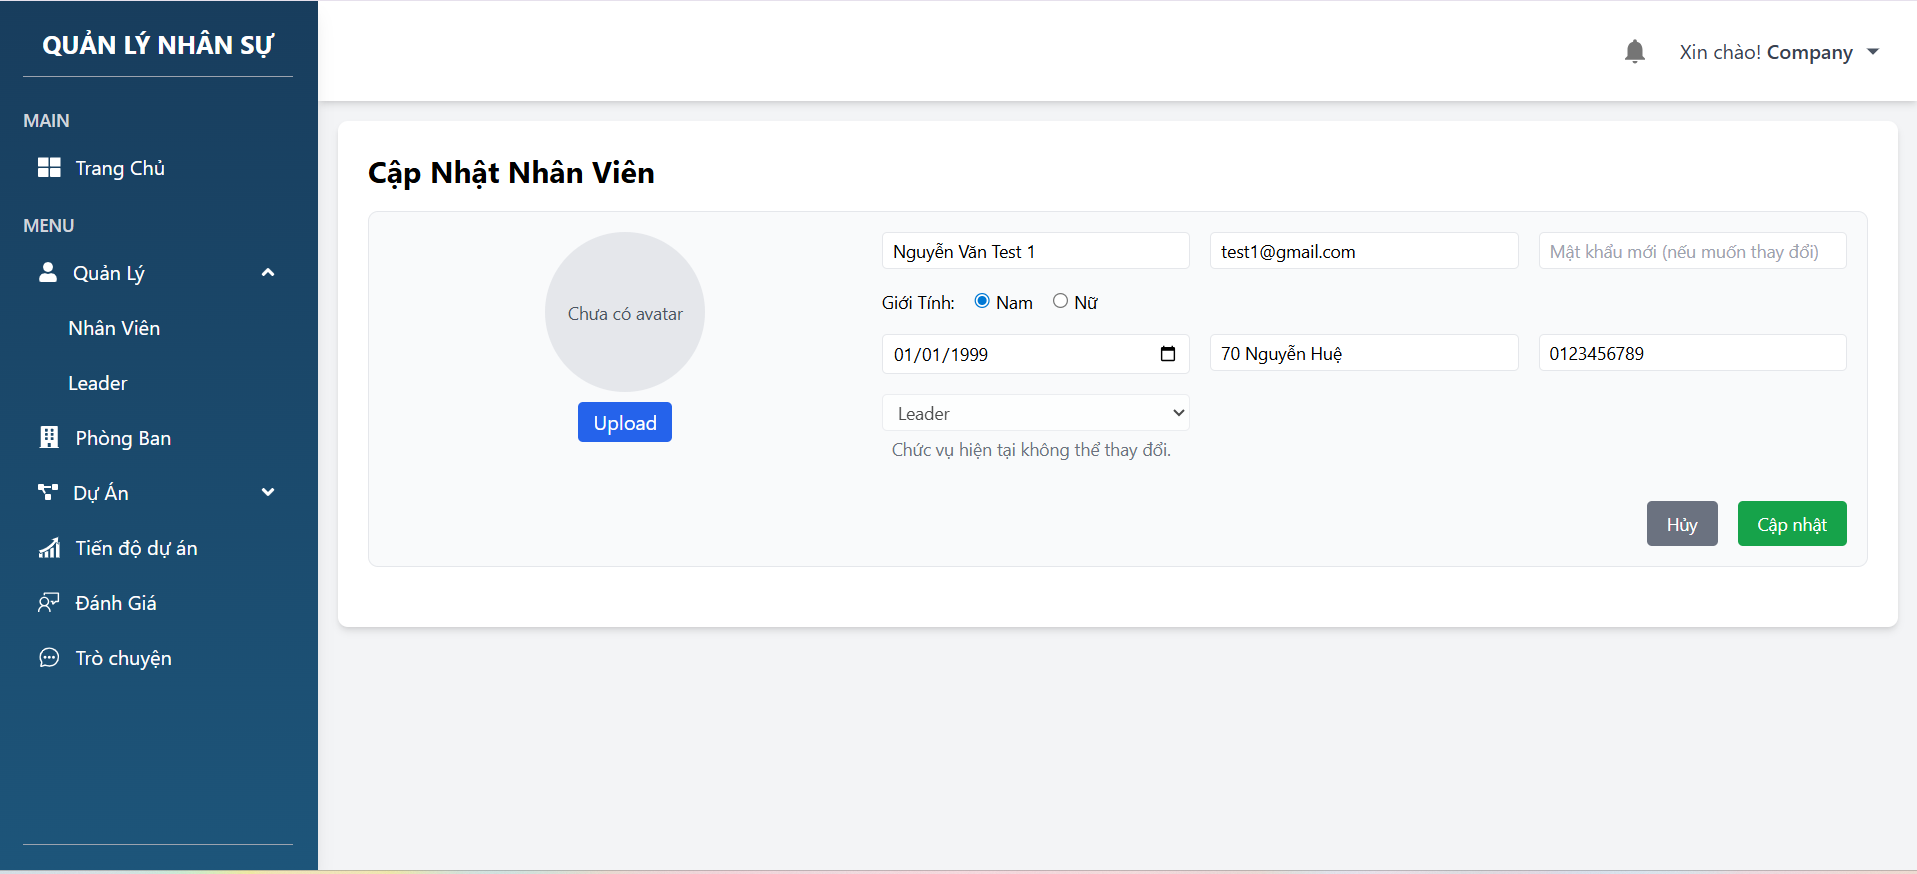 QUẢN LÝ NHÂN SỰ
Xin chào! Company
MAIN
Trang Chủ
MENU
Quản Lý
Nhân Viên
Leader
Phòng Ban
Dự Án
Tiến độ dự án
Đánh Giá
Trò chuyện
Cập Nhật Nhân Viên
Chưa có avatar
Upload
Nguyễn Văn Test 1
test1@gmail.com
Mật khẩu mới (nếu muốn thay đổi)
Giới Tính: Nam Nữ
01/01/1999
70 Nguyễn Huệ
0123456789
Leader
Chức vụ hiện tại không thể thay đổi.
Hủy
Cập nhật